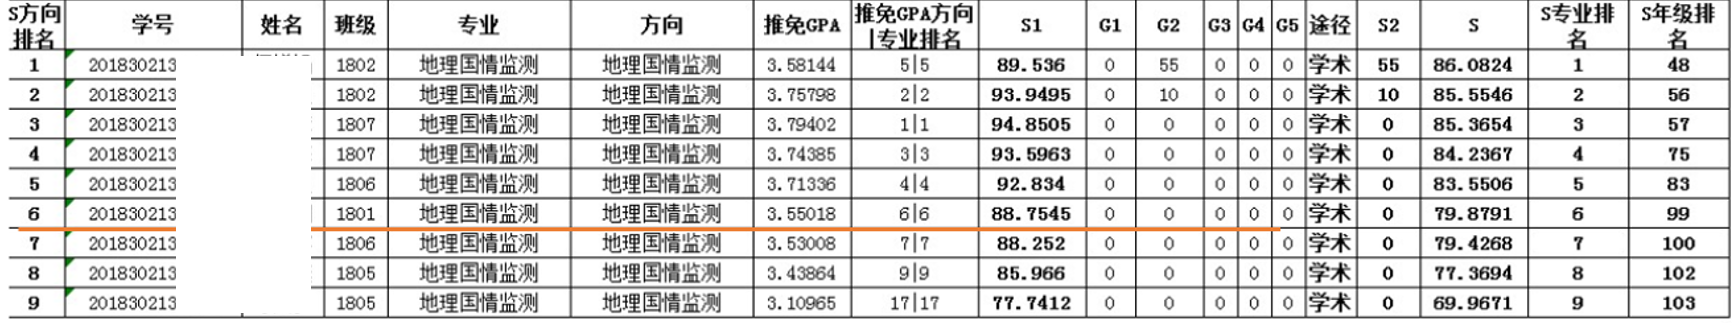 S方向排名 学号 姓名 班级 专业 方向 推免GPA 推免GPA方向|专业排名 S1 G1 G2 G3 G4 G5 途径 S2 S S专业排名 S年级排名
1 201830213 1802 地理国情监测 地理国情监测 3.58144 5|5 89.536 0 55 0 0 0 学术 55 86.0824 1 48
2 201830213 1802 地理国情监测 地理国情监测 3.75798 2|2 93.9495 0 10 0 0 0 学术 10 85.5546 2 56
3 201830213 1807 地理国情监测 地理国情监测 3.79402 1|1 94.8505 0 0 0 0 0 学术 0 85.3654 3 57
4 201830213 1807 地理国情监测 地理国情监测 3.74385 3|3 93.5963 0 0 0 0 0 学术 0 84.2367 4 75
5 201830213 1806 地理国情监测 地理国情监测 3.71336 4|4 92.834 0 0 0 0 0 学术 0 83.5506 5 83
6 201830213 1801 地理国情监测 地理国情监测 3.55018 6|6 88.7545 0 0 0 0 0 学术 0 79.8791 6 99
7 201830213 1806 地理国情监测 地理国情监测 3.53008 7|7 88.252 0 0 0 0 0 学术 0 79.4268 7 100
8 201830213 1805 地理国情监测 地理国情监测 3.43864 9|9 85.966 0 0 0 0 0 学术 0 77.3694 8 102
9 201830213 1805 地理国情监测 地理国情监测 3.10965 17|17 77.7412 0 0 0 0 0 学术 0 69.9671 9 103